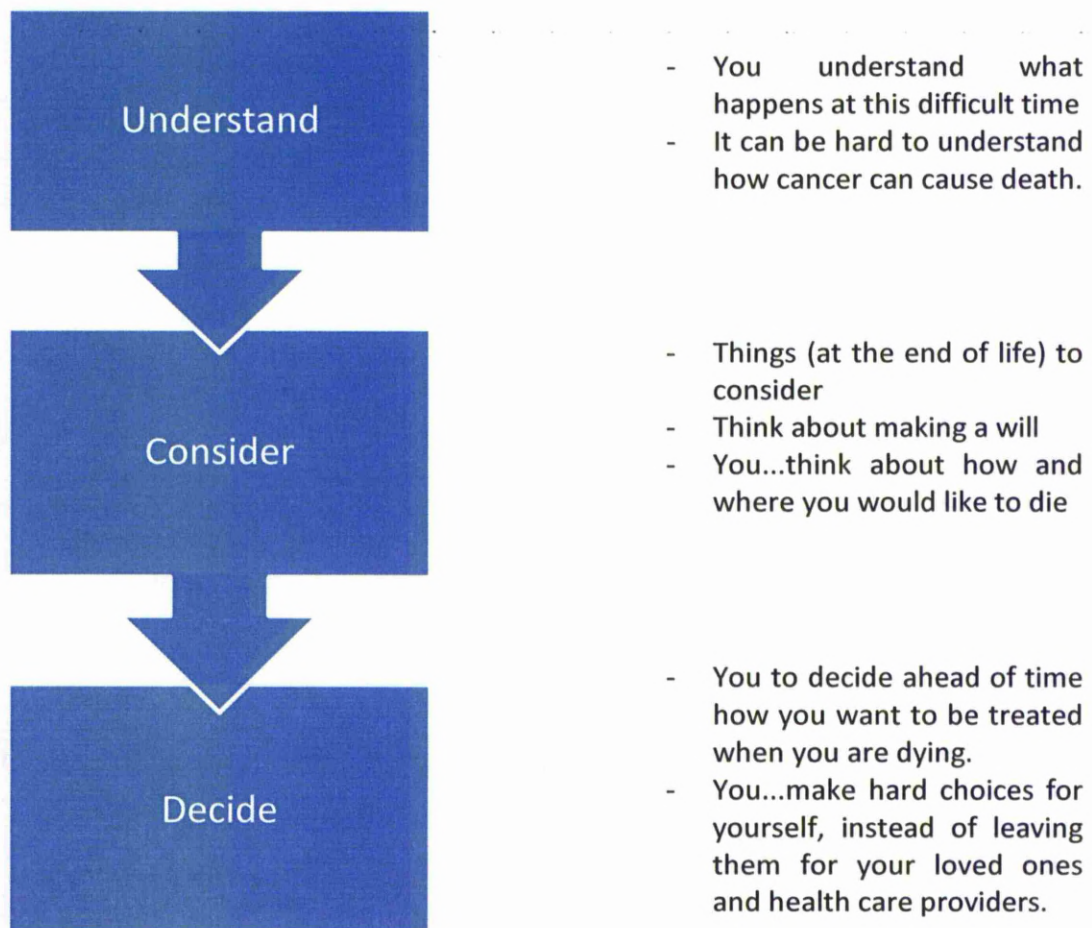 Understand
- You understand what
happens at this difficult time
- It can be hard to understand
how cancer can cause death.
Consider
- Things (at the end of life) to
consider
- Think about making a will
- You...think about how and
where you would like to die
Decide
- You to decide ahead of time
how you want to be treated
when you are dying.
- You...make hard choices for
yourself, instead of leaving
them for your loved ones
and health care providers.